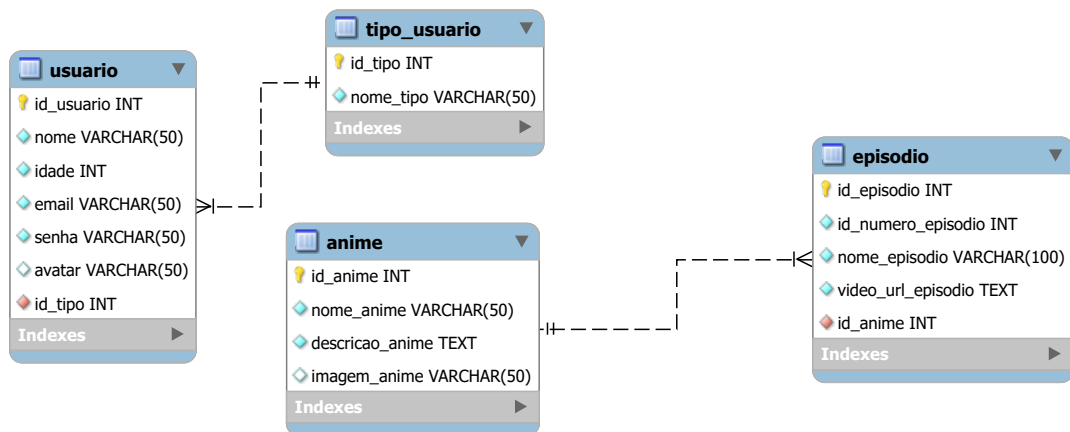 tipo_usuario
id_tipo INT
nome_tipo VARCHAR(50)
Indexes
usuario
id_usuario INT
nome VARCHAR(50)
idade INT
email VARCHAR(50)
senha VARCHAR(50)
avatar VARCHAR(50)
id_tipo INT
Indexes
anime
id_anime INT
nome_anime VARCHAR(50)
descricao_anime TEXT
imagem_anime VARCHAR(50)
Indexes
episodio
id_episodio INT
id_numero_episodio INT
nome_episodio VARCHAR(100)
video_url_episodio TEXT
id_anime INT
Indexes